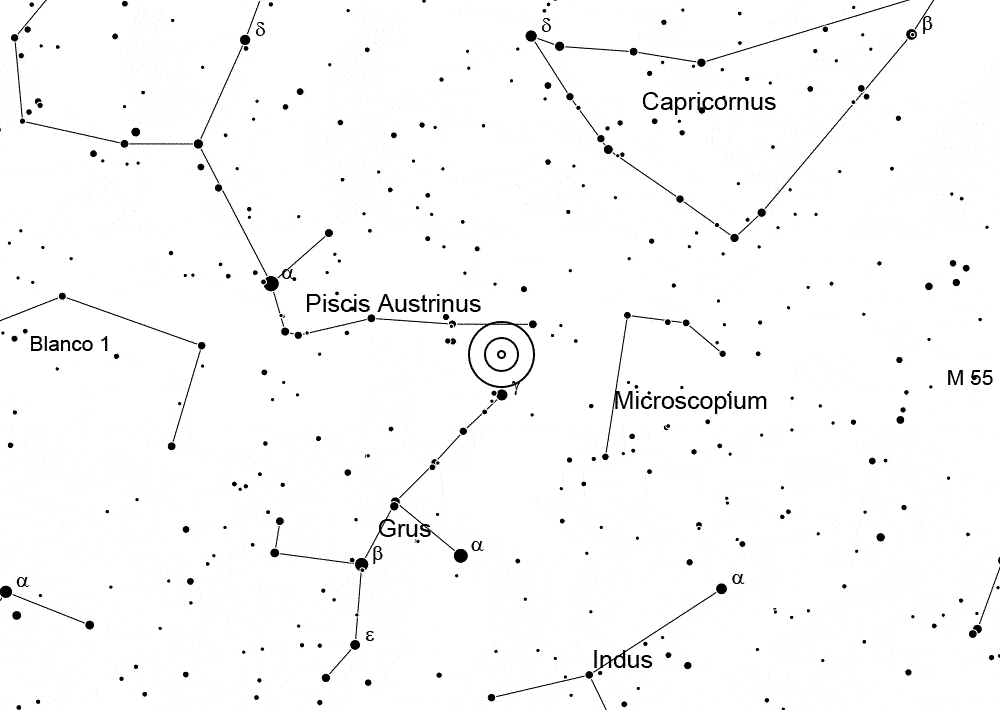 δ
δ
β
Capricornus
α
Piscis Austrinus
Blanco 1
M 55
γ
Microscopium
Grus
α
β
α
α
ε
Indus